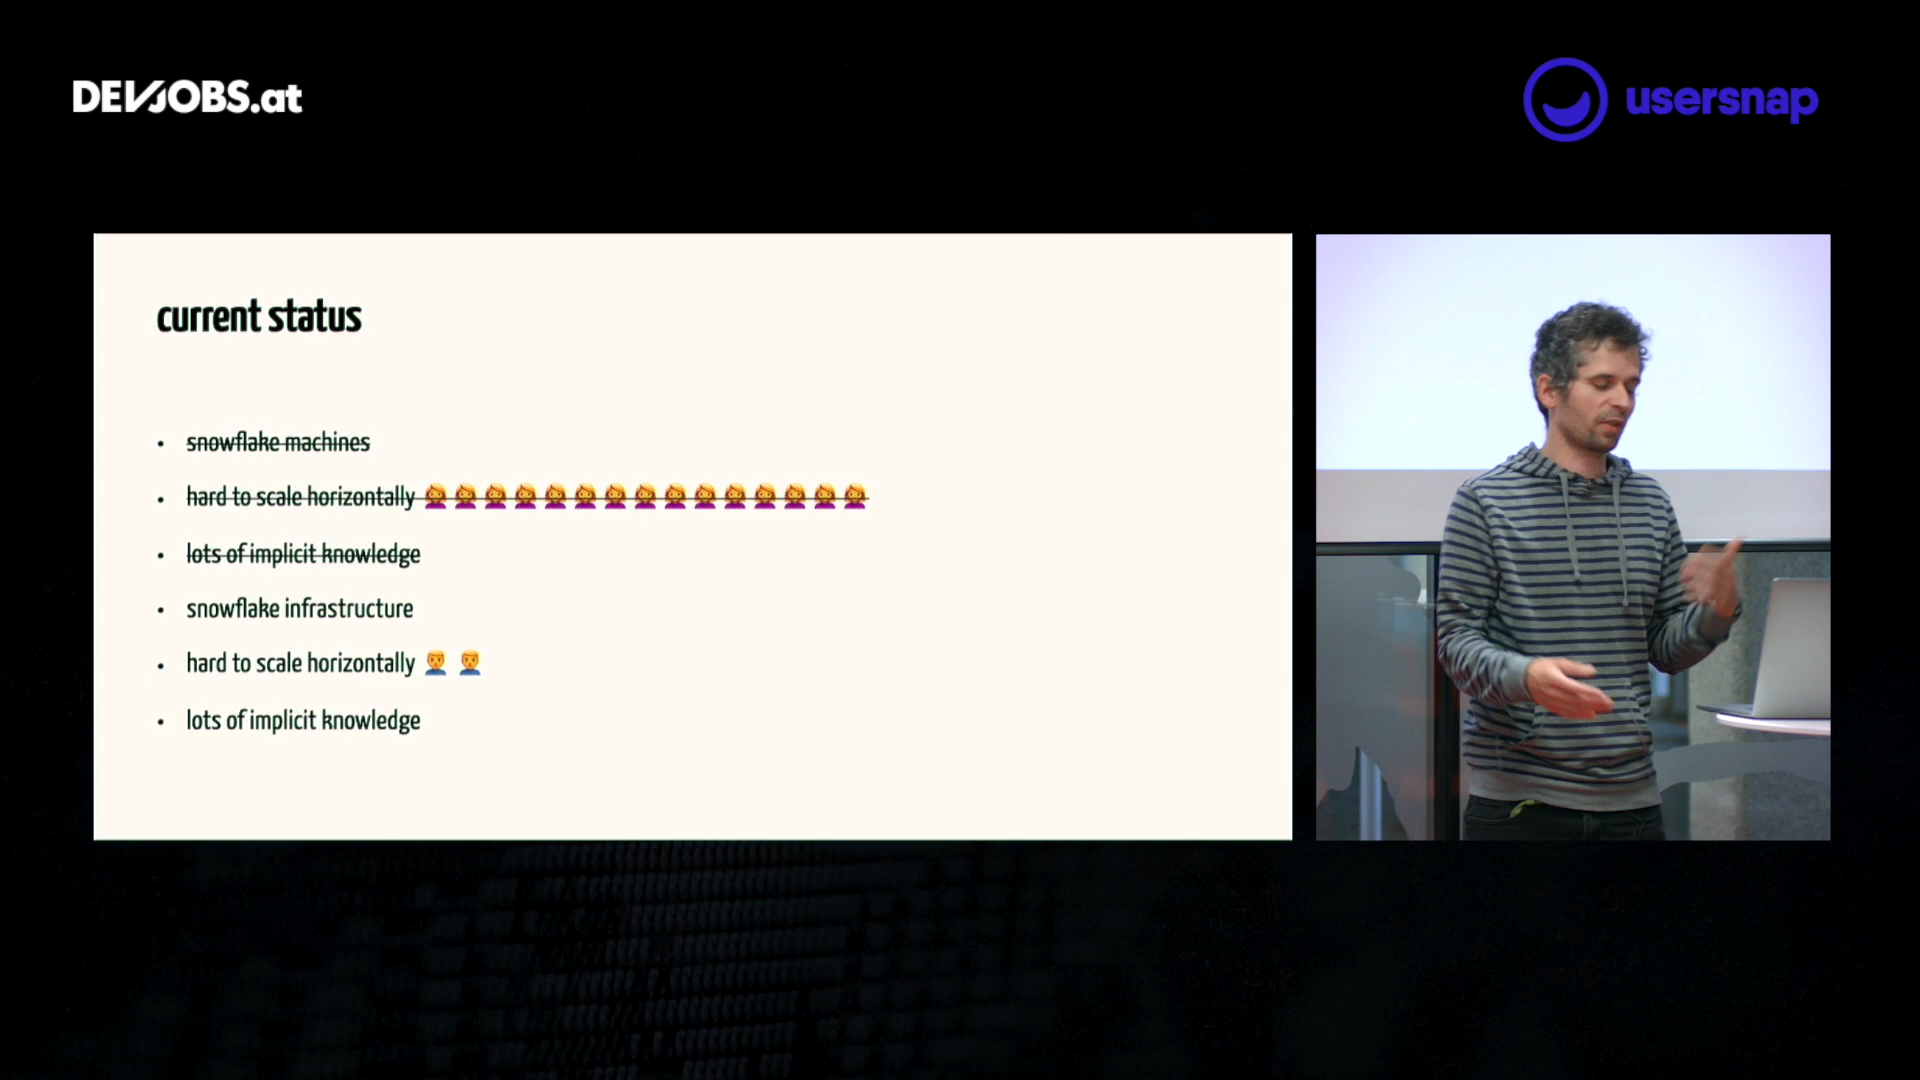 DEVJOBS.at
usersnap
current status
• snowflake machines
• hard to scale horizontally 🤦‍♀️🤦‍♀️🤦‍♀️🤦‍♀️🤦‍♀️🤦‍♀️🤦‍♀️🤦‍♀️🤦‍♀️🤦‍♀️🤦‍♀️🤦‍♀️🤦‍♀️🤦‍♀️🤦‍♀️
• lots of implicit knowledge
• snowflake infrastructure
• hard to scale horizontally 🤦‍♂️ 🤦‍♂️
• lots of implicit knowledge